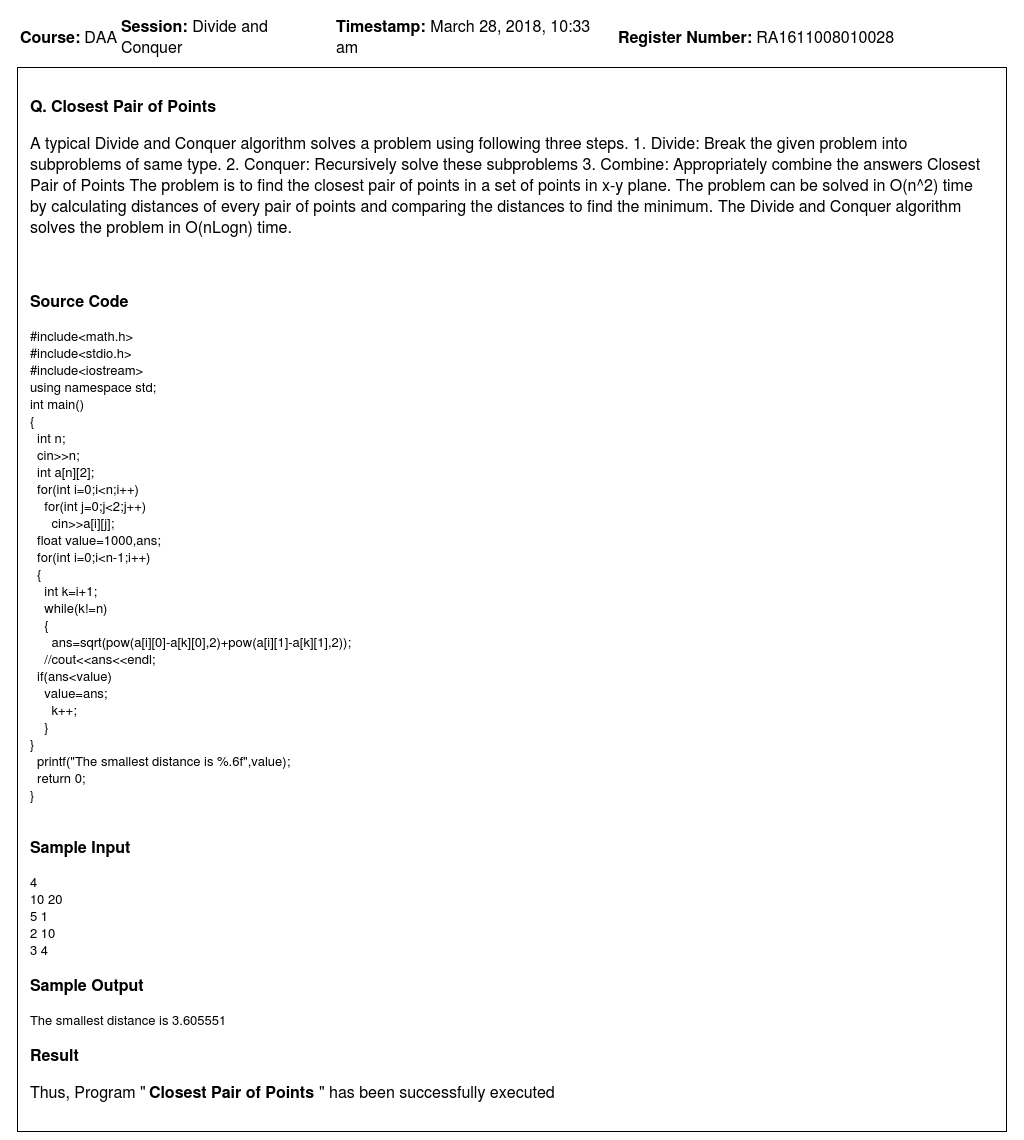 Course: DAA Session: Divide and Conquer Timestamp: March 28, 2018, 10:33 am Register Number: RA1611008010028
Q. Closest Pair of Points
A typical Divide and Conquer algorithm solves a problem using following three steps. 1. Divide: Break the given problem into
subproblems of same type. 2. Conquer: Recursively solve these subproblems 3. Combine: Appropriately combine the answers Closest
Pair of Points The problem is to find the closest pair of points in a set of points in x-y plane. The problem can be solved in O(n^2) time
by calculating distances of every pair of points and comparing the distances to find the minimum. The Divide and Conquer algorithm
solves the problem in O(nLogn) time.
Source Code
#include<math.h>
#include<stdio.h>
#include<iostream>
using namespace std;
int main()
{
  int n;
  cin>>n;
  int a[n][2];
  for(int i=0;i<n;i++)
    for(int j=0;j<2;j++)
      cin>>a[i][j];
  float value=1000,ans;
  for(int i=0;i<n-1;i++)
  {
    int k=i+1;
    while(k!=n)
    {
      ans=sqrt(pow(a[i][0]-a[k][0],2)+pow(a[i][1]-a[k][1],2));
    //cout<<ans<<endl;
  if(ans<value)
    value=ans;
      k++;
    }
}
  printf("The smallest distance is %.6f",value);
  return 0;
}
Sample Input
4
10 20
5 1
2 10
3 4
Sample Output
The smallest distance is 3.605551
Result
Thus, Program " Closest Pair of Points " has been successfully executed